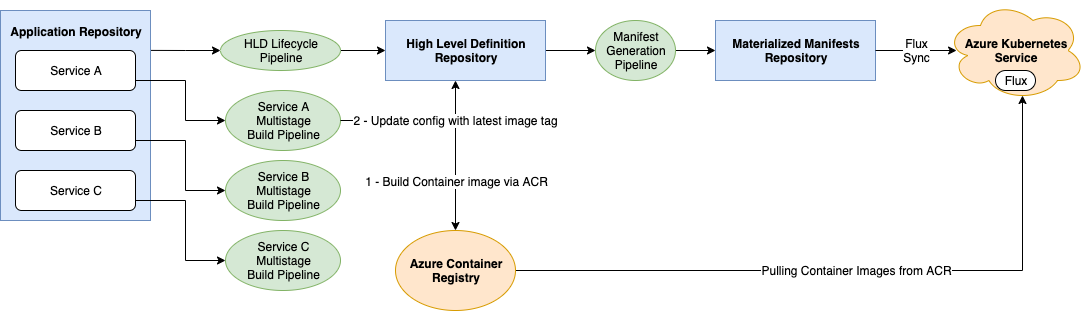 Application Repository
Service A
Service B
Service C
HLD Lifecycle
Pipeline
Service A
Multistage
Build Pipeline
Service B
Multistage
Build Pipeline
Service C
Multistage
Build Pipeline
High Level Definition
Repository
2 - Update config with latest image tag
1 - Build Container image via ACR
Azure Container
Registry
Manifest
Generation
Pipeline
Materialized Manifests
Repository
Flux
Sync
Azure Kubernetes
Service
Flux
Pulling Container Images from ACR